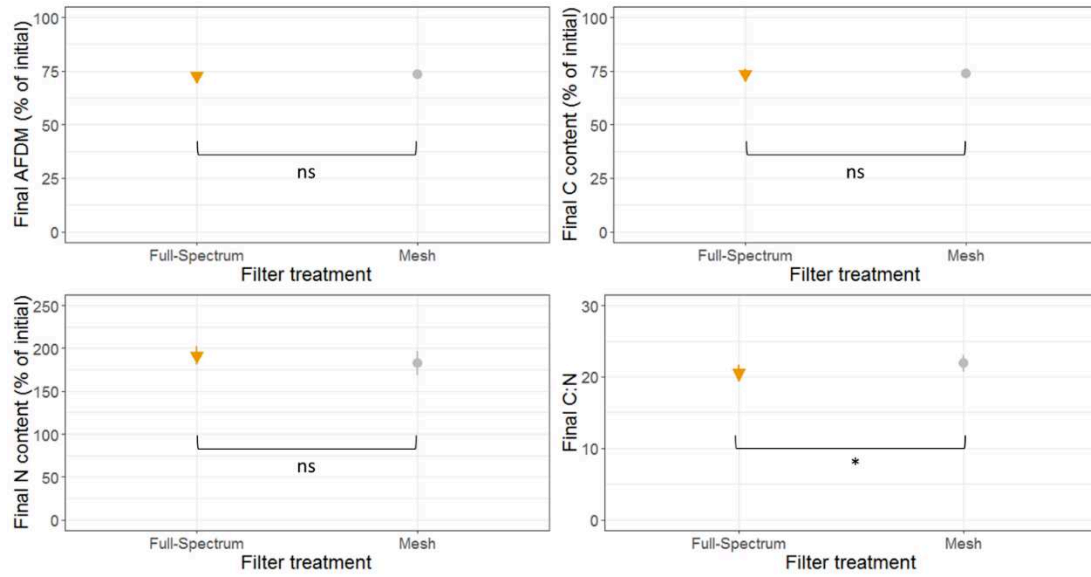 Final AFDM (% of initial)
100
75
50
25
0
ns
Full-Spectrum
Mesh
Filter treatment
Final C content (% of initial)
100
75
50
25
0
ns
Full-Spectrum
Mesh
Filter treatment
Final N content (% of initial)
250
200
150
100
50
0
ns
Full-Spectrum
Mesh
Filter treatment
Final C:N
30
20
10
0
*
Full-Spectrum
Mesh
Filter treatment